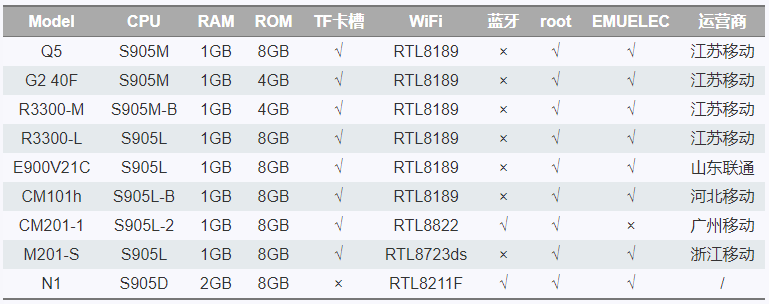 Model CPU RAM ROM TF卡槽 WiFi 蓝牙 root EMUELEC 运营商
Q5 S905M 1GB 8GB √ RTL8189 × √ √ 江苏移动
G2 40F S905M 1GB 4GB √ RTL8189 × √ √ 江苏移动
R3300-M S905M-B 1GB 4GB √ RTL8189 × √ √ 江苏移动
R3300-L S905L 1GB 8GB √ RTL8189 × √ √ 江苏移动
E900V21C S905L 1GB 8GB √ RTL8189 × √ √ 山东联通
CM101h S905L-B 1GB 8GB √ RTL8189 × √ √ 河北移动
CM201-1 S905L-2 1GB 8GB √ RTL8822 √ √ × 广州移动
M201-S S905L 1GB 8GB √ RTL8723ds × √ √ 浙江移动
N1 S905D 2GB 8GB × RTL8211F √ √ √ /